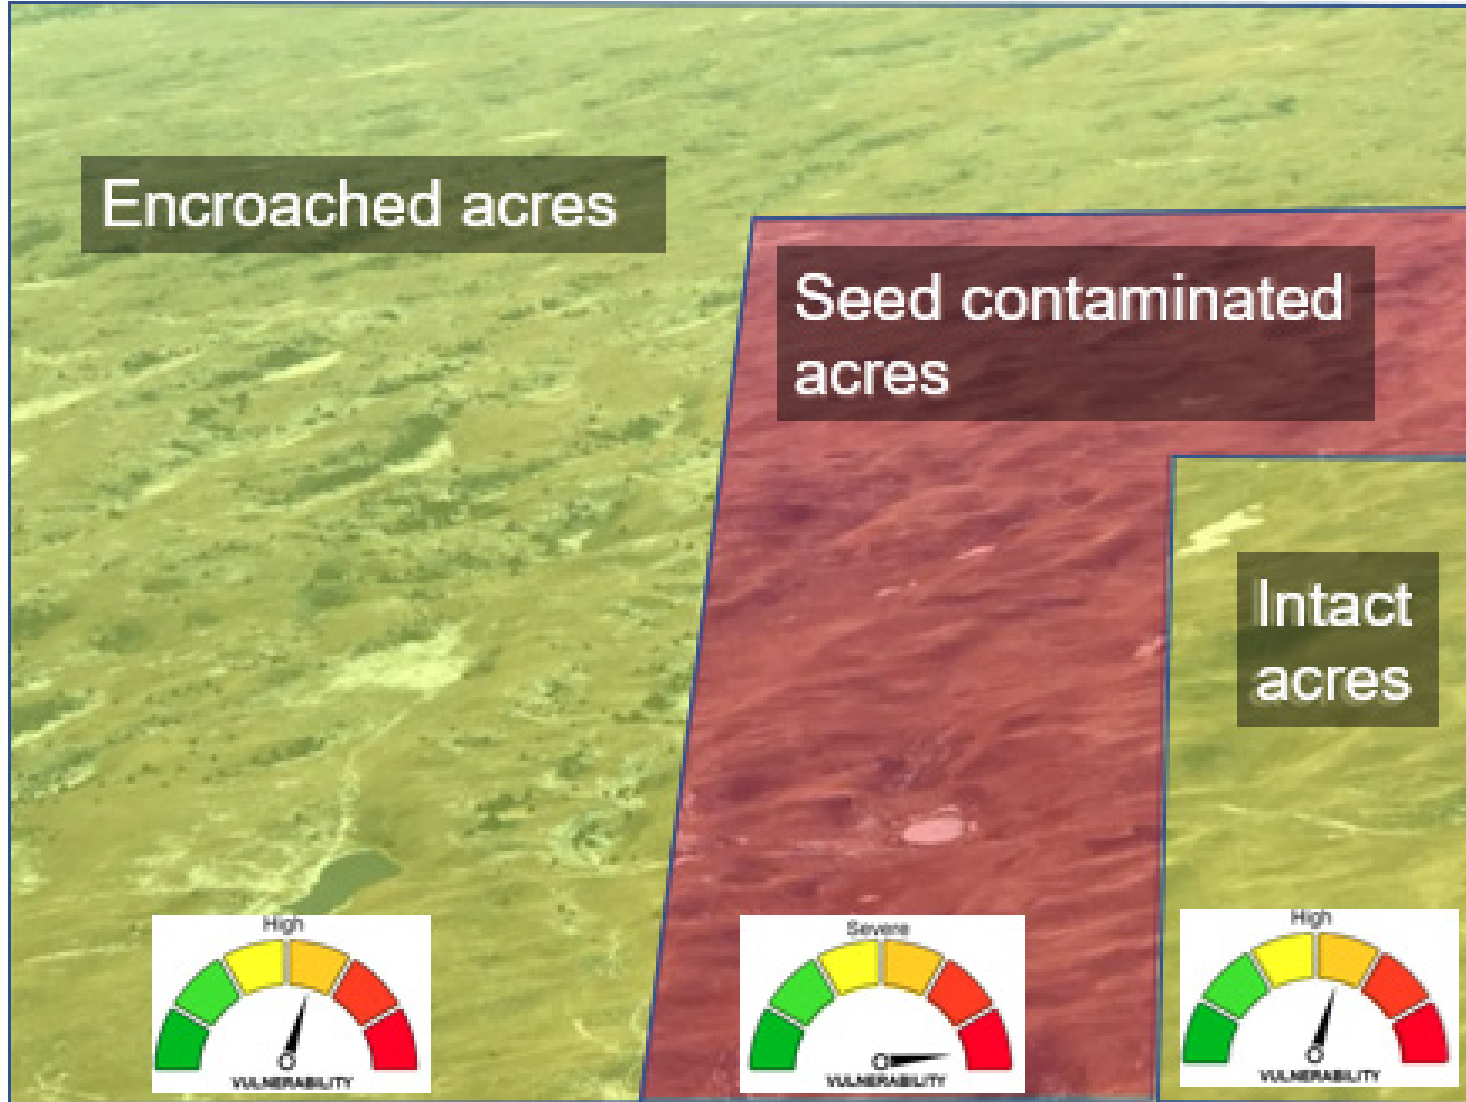 Encroached acres
Seed contaminated
acres
Intact
acres
High
VULNERABILITY
Severe
VULNERABILITY
High
VULNERABILITY